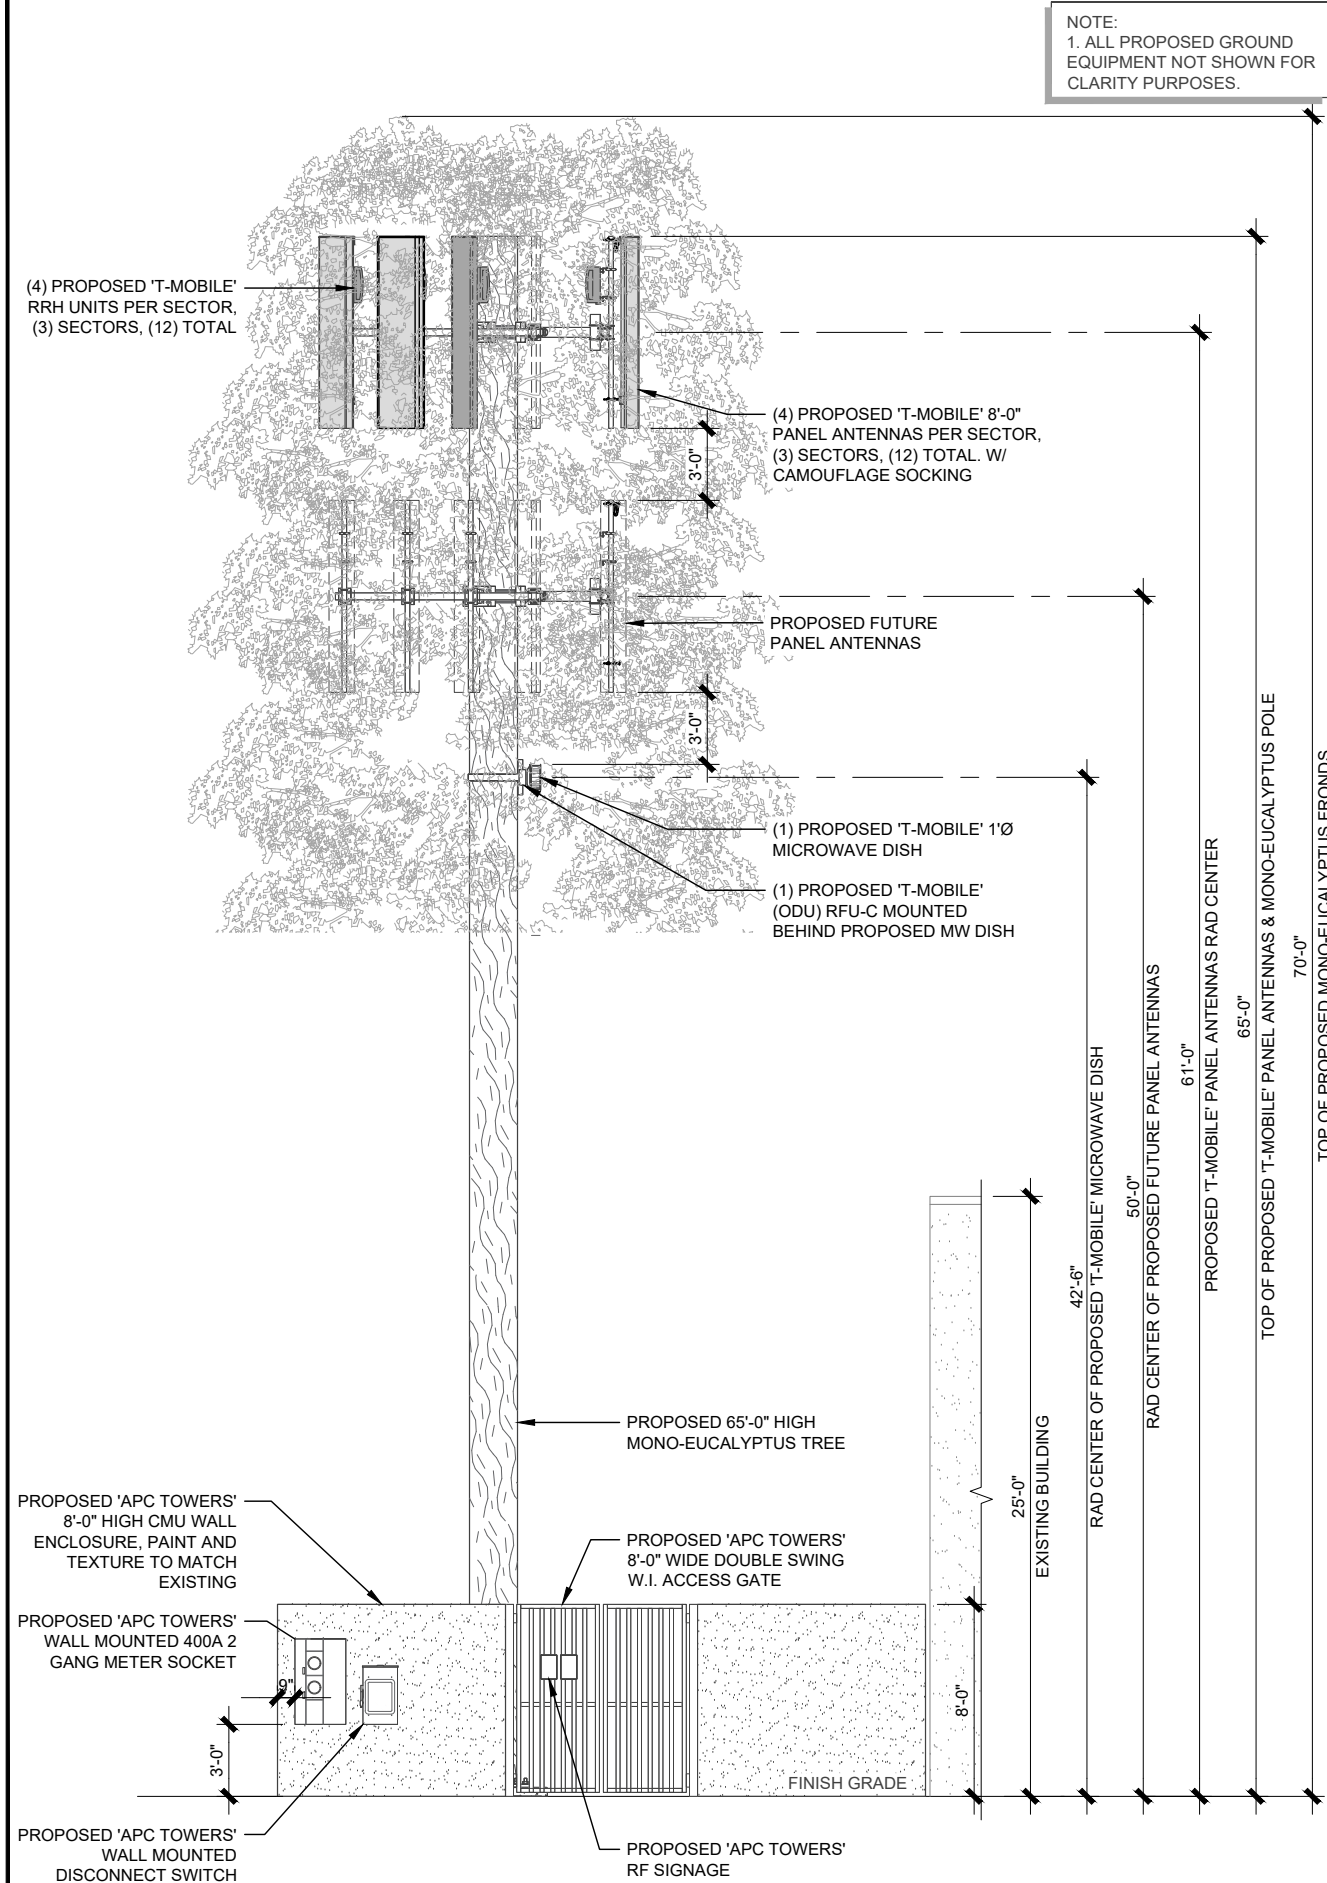 NOTE:
1. ALL PROPOSED GROUND
EQUIPMENT NOT SHOWN FOR
CLARITY PURPOSES.
(4) PROPOSED 'T-MOBILE'
RRH UNITS PER SECTOR,
(3) SECTORS, (12) TOTAL
(4) PROPOSED 'T-MOBILE' 8'-0"
PANEL ANTENNAS PER SECTOR,
(3) SECTORS, (12) TOTAL. W/
CAMOUFLAGE SOCKING
3'-0"
PROPOSED FUTURE
PANEL ANTENNAS
3'-0"
(1) PROPOSED 'T-MOBILE' 1'Ø
MICROWAVE DISH
(1) PROPOSED 'T-MOBILE'
(ODU) RFU-C MOUNTED
BEHIND PROPOSED MW DISH
PROPOSED 65'-0" HIGH
MONO-EUCALYPTUS TREE
PROPOSED 'APC TOWERS'
8'-0" HIGH CMU WALL
ENCLOSURE, PAINT AND
TEXTURE TO MATCH
EXISTING
PROPOSED 'APC TOWERS'
8'-0" WIDE DOUBLE SWING
W.I. ACCESS GATE
PROPOSED 'APC TOWERS'
WALL MOUNTED 400A 2
GANG METER SOCKET
9"
3'-0"
8'-0"
FINISH GRADE
PROPOSED 'APC TOWERS'
WALL MOUNTED
DISCONNECT SWITCH
PROPOSED 'APC TOWERS'
RF SIGNAGE
25'-0"
EXISTING BUILDING
42'-6"
RAD CENTER OF PROPOSED 'T-MOBILE' MICROWAVE DISH
50'-0"
RAD CENTER OF PROPOSED FUTURE PANEL ANTENNAS
61'-0"
PROPOSED 'T-MOBILE' PANEL ANTENNAS RAD CENTER
65'-0"
TOP OF PROPOSED 'T-MOBILE' PANEL ANTENNAS & MONO-EUCALYPTUS POLE
70'-0"
TOP OF PROPOSED MONO-EUCALYPTUS FRONDS